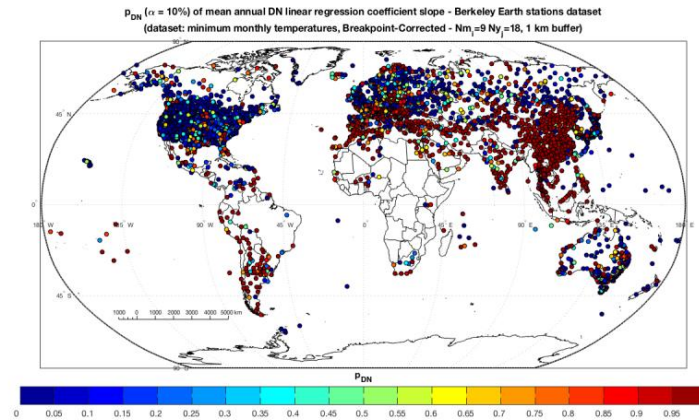 p_DN (α = 10%) of mean annual DN linear regression coefficient slope - Berkeley Earth stations dataset
(dataset: minimum monthly temperatures, Breakpoint-Corrected - Nm_i=9 Ny_j=18, 1 km buffer)
45° N
0°
180° W 135° W 90° W 45° W 0° 45° E 90° E 135° E 180° E
45° S
1000 0 1000 2000 3000 4000 5000 km
p_DN
0 0.05 0.1 0.15 0.2 0.25 0.3 0.35 0.4 0.45 0.5 0.55 0.6 0.65 0.7 0.75 0.8 0.85 0.9 0.95